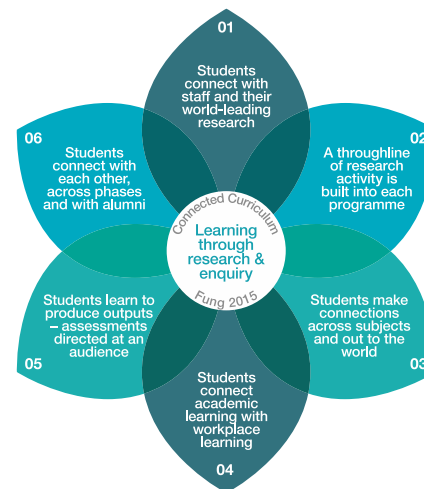 01
Students
connect with
staff and their
world-leading
research
02
A throughline
of research
activity is
built into each
programme
Students make
connections
across subjects
and out to the
world
03
Students
connect
academic
learning with
workplace
learning
04
Students learn to
produce outputs
– assessments
directed at an
audience
05
06
Students
connect with
each other,
across phases
and with alumni
Connected Curriculum
Learning
through
research &
enquiry
Fung 2015